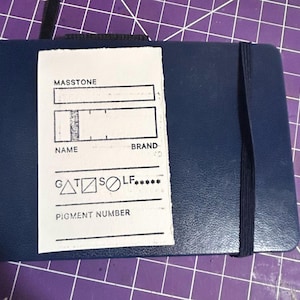 MASSTONE
NAME BRAND
G△T◪S⊘LF•••••
PIGMENT NUMBER